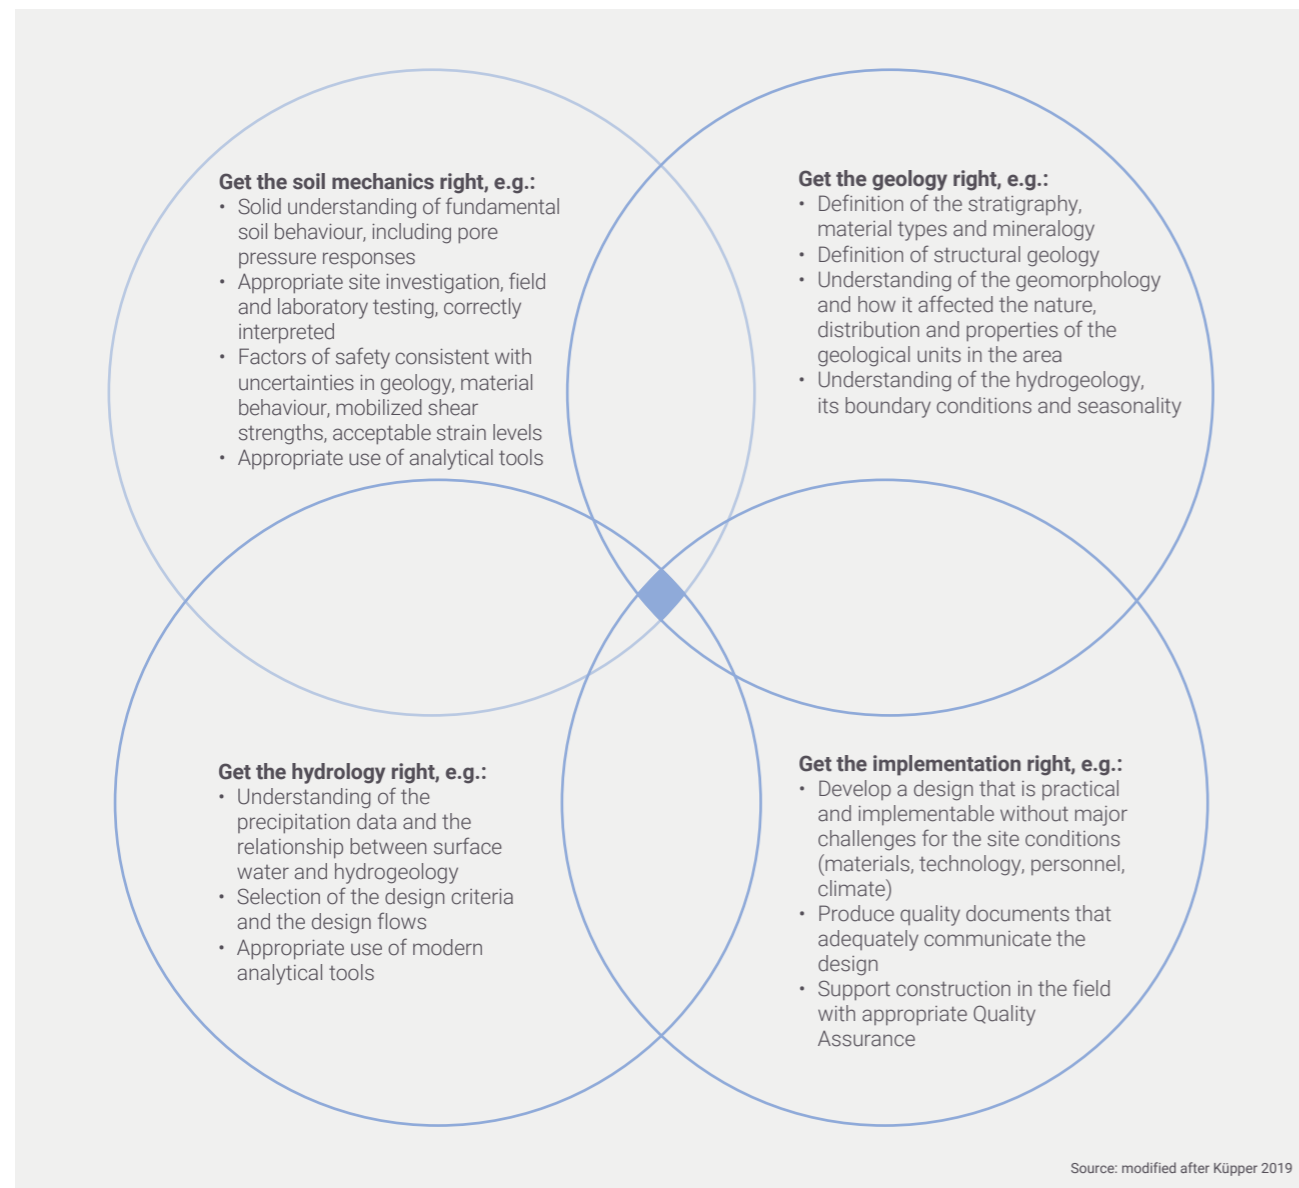 Get the soil mechanics right, e.g.:
• Solid understanding of fundamental
soil behaviour, including pore
pressure responses
• Appropriate site investigation, field
and laboratory testing, correctly
interpreted
• Factors of safety consistent with
uncertainties in geology, material
behaviour, mobilized shear
strengths, acceptable strain levels
• Appropriate use of analytical tools
Get the geology right, e.g.:
• Definition of the stratigraphy,
material types and mineralogy
• Definition of structural geology
• Understanding of the geomorphology
and how it affected the nature,
distribution and properties of the
geological units in the area
• Understanding of the hydrogeology,
its boundary conditions and seasonality
Get the hydrology right, e.g.:
• Understanding of the
precipitation data and the
relationship between surface
water and hydrogeology
• Selection of the design criteria
and the design flows
• Appropriate use of modern
analytical tools
Get the implementation right, e.g.:
• Develop a design that is practical
and implementable without major
challenges for the site conditions
(materials, technology, personnel,
climate)
• Produce quality documents that
adequately communicate the
design
• Support construction in the field
with appropriate Quality
Assurance
Source: modified after Küpper 2019